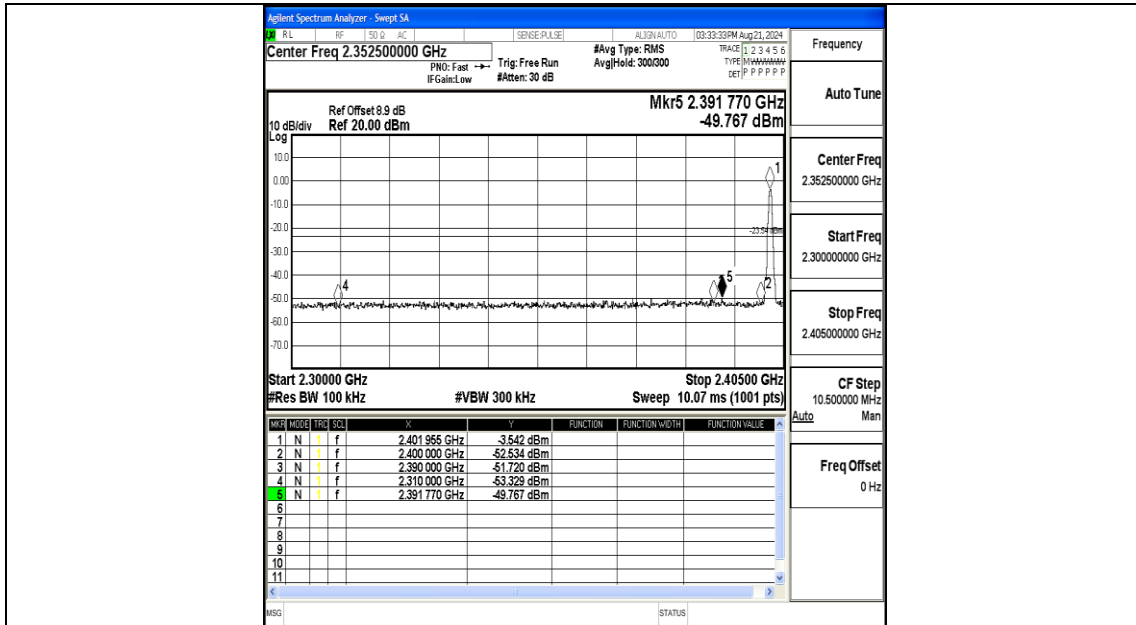 Agilent Spectrum Analyzer - Swept SA
RL RF 50 Ω AC SENSE:PULSE ALIGN AUTO 03:33:33 PM Aug 21, 2024
Center Freq 2.352500000 GHz
PNO: Fast
IFGain:Low
Trig: Free Run
#Atten: 30 dB
#Avg Type: RMS
Avg|Hold: 300/300
TRACE 1 2 3 4 5 6
TYPE M W W W W W
DET P P P P P P
Ref Offset 8.9 dB
10 dB/div Ref 20.00 dBm
Log
Mkr5 2.391 770 GHz
-49.767 dBm
10.0
0.00
-10.0
-20.0
-30.0
-40.0
-50.0
-60.0
-70.0
1
-23.54 dBm
4
5
2
Start 2.30000 GHz Stop 2.40500 GHz
#Res BW 100 kHz #VBW 300 kHz Sweep 10.07 ms (1001 pts)
MKR MODE TRC SCL X Y FUNCTION FUNCTION WIDTH FUNCTION VALUE
1 N 1 f 2.401 955 GHz -3.542 dBm
2 N 1 f 2.400 000 GHz -52.534 dBm
3 N 1 f 2.390 000 GHz -51.720 dBm
4 N 1 f 2.310 000 GHz -53.329 dBm
5 N 1 f 2.391 770 GHz -49.767 dBm
6
7
8
9
10
11
MSG STATUS
Frequency
Auto Tune
Center Freq
2.352500000 GHz
Start Freq
2.300000000 GHz
Stop Freq
2.405000000 GHz
CF Step
10.500000 MHz
Auto Man
Freq Offset
0 Hz